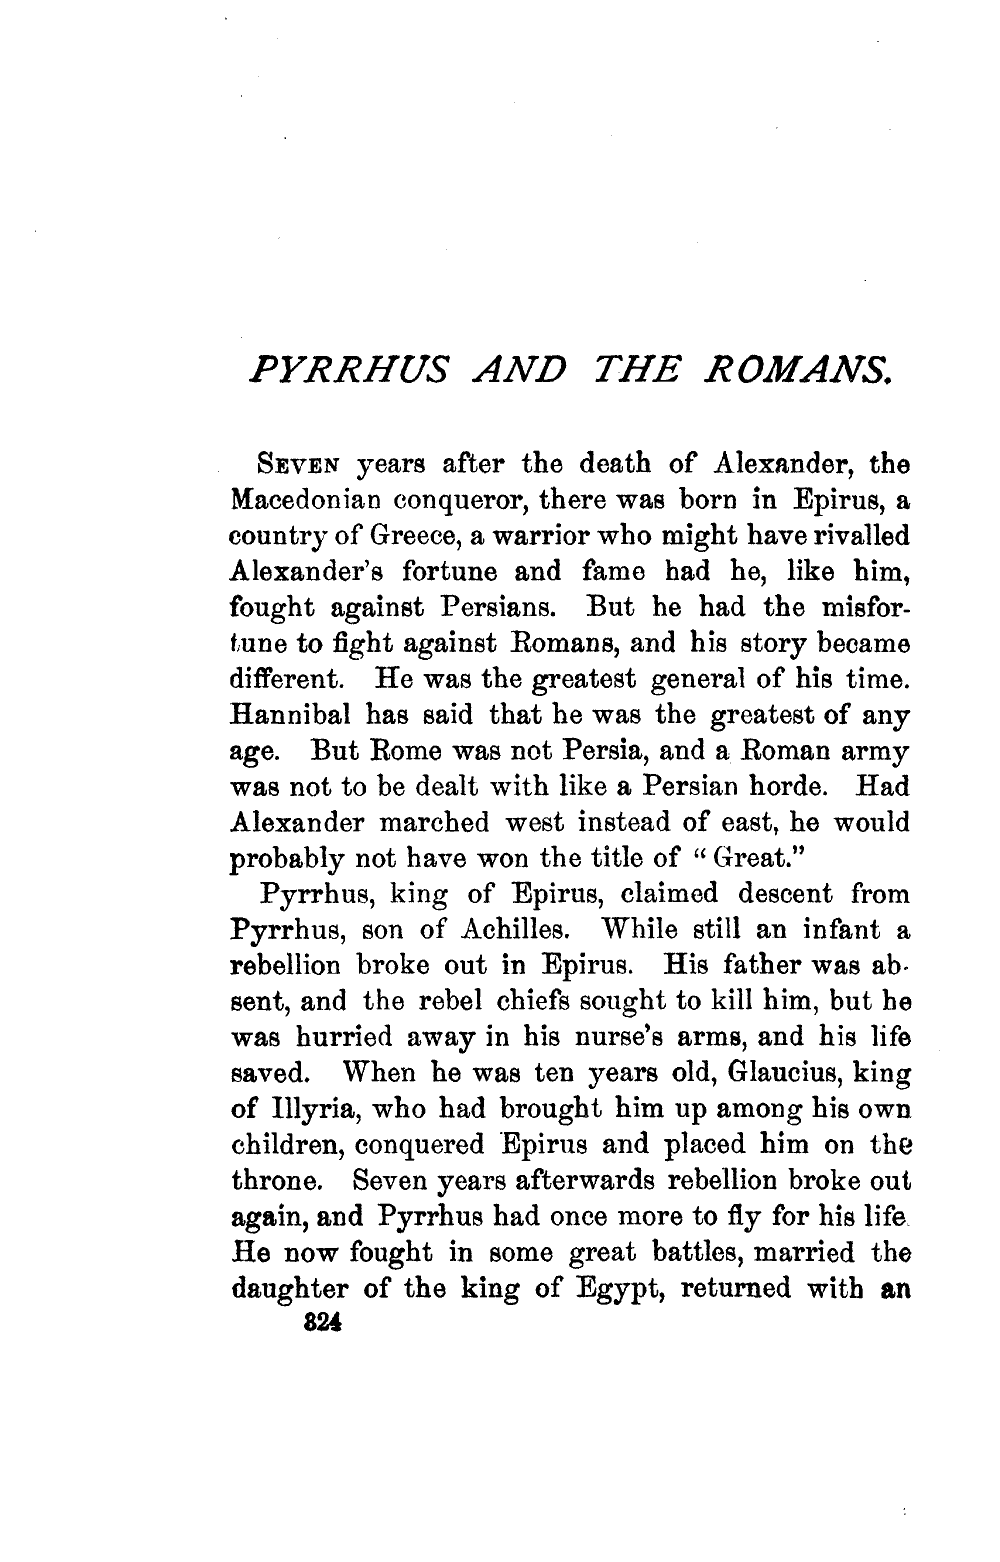 PYRRHUS AND THE ROMANS.
SEVEN years after the death of Alexander, the
Macedonian conqueror, there was born in Epirus, a
country of Greece, a warrior who might have rivalled
Alexander's fortune and fame had he, like him,
fought against Persians. But he had the misfor-
tune to fight against Romans, and his story became
different. He was the greatest general of his time.
Hannibal has said that he was the greatest of any
age. But Rome was not Persia, and a Roman army
was not to be dealt with like a Persian horde. Had
Alexander marched west instead of east, he would
probably not have won the title of “Great.”
Pyrrhus, king of Epirus, claimed descent from
Pyrrhus, son of Achilles. While still an infant a
rebellion broke out in Epirus. His father was ab-
sent, and the rebel chiefs sought to kill him, but he
was hurried away in his nurse's arms, and his life
saved. When he was ten years old, Glaucius, king
of Illyria, who had brought him up among his own
children, conquered Epirus and placed him on the
throne. Seven years afterwards rebellion broke out
again, and Pyrrhus had once more to fly for his life.
He now fought in some great battles, married the
daughter of the king of Egypt, returned with an
324